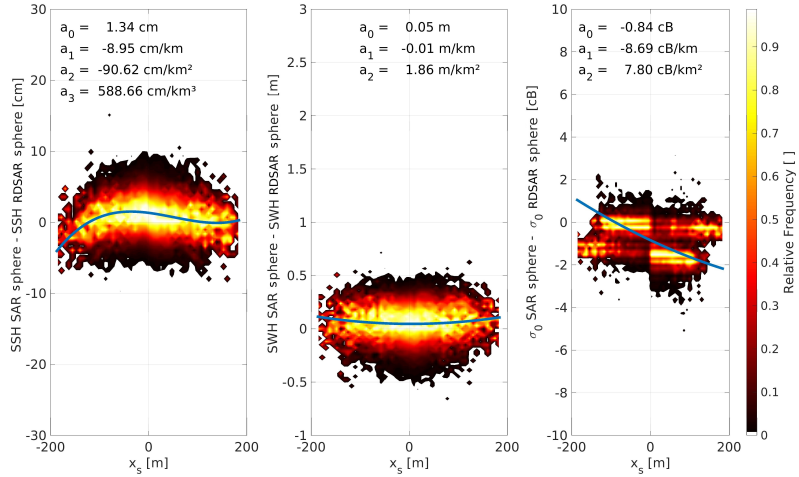 a0 = 1.34 cm
a1 = -8.95 cm/km
a2 = -90.62 cm/km²
a3 = 588.66 cm/km³
SSH SAR sphere - SSH RDSAR sphere [cm]
30
20
10
0
-10
-20
-30
-200 0 200
xs [m]
a0 = 0.05 m
a1 = -0.01 m/km
a2 = 1.86 m/km²
SWH SAR sphere - SWH RDSAR sphere [m]
3
2.5
2
1.5
1
0.5
0
-0.5
-1
-200 0 200
xs [m]
a0 = -0.84 cB
a1 = -8.69 cB/km
a2 = 7.80 cB/km²
σ0 SAR sphere - σ0 RDSAR sphere [cB]
10
8
6
4
2
0
-2
-4
-6
-8
-10
-200 0 200
xs [m]
0.9
0.8
0.7
0.6
0.5
0.4
0.3
0.2
0.1
0
Relative Frequency [ ]